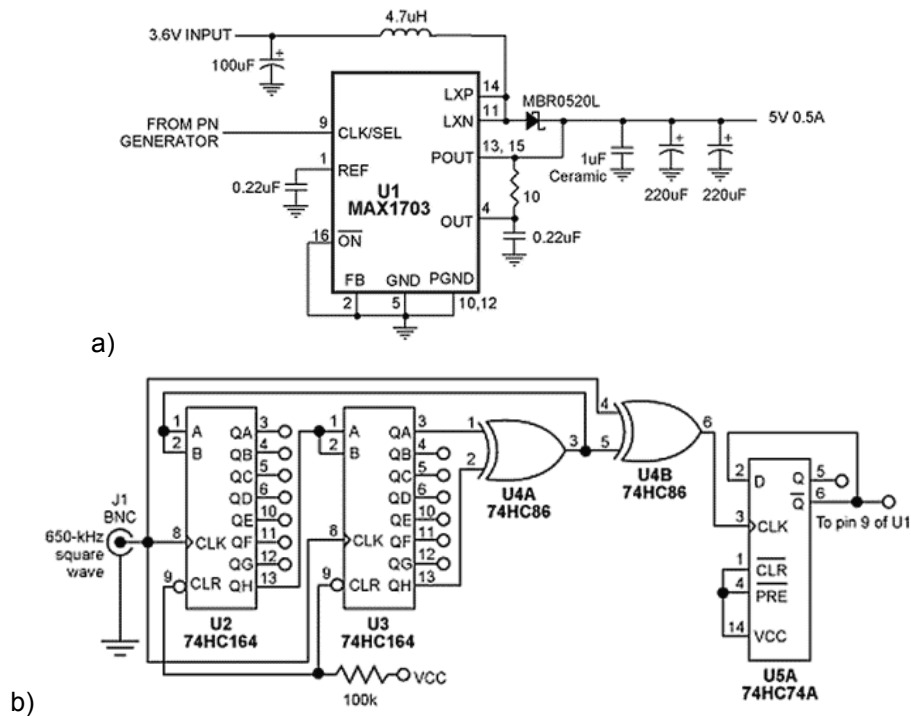 4.7uH
3.6V INPUT
100uF
+
FROM PN
GENERATOR
9
CLK/SEL
1
REF
0.22uF
U1
MAX1703
16
ON
FB
GND
PGND
2
5
10,12
LXP
14
LXN
11
POUT
13, 15
OUT
4
MBR0520L
10
0.22uF
1uF
Ceramic
+
220uF
+
220uF
5V 0.5A
a)
J1
BNC
650-kHz
square
wave
1
A
2
B
8
CLK
9
CLR
QA
3
QB
4
QC
5
QD
6
QE
10
QF
11
QG
12
QH
13
U2
74HC164
1
A
2
B
8
CLK
9
CLR
QA
3
QB
4
QC
5
QD
6
QE
10
QF
11
QG
12
QH
13
U3
74HC164
100k
VCC
1
2
3
U4A
74HC86
4
5
6
U4B
74HC86
2
D
3
CLK
1
CLR
4
PRE
14
VCC
Q
5
Q
6
To pin 9 of U1
U5A
74HC74A
b)